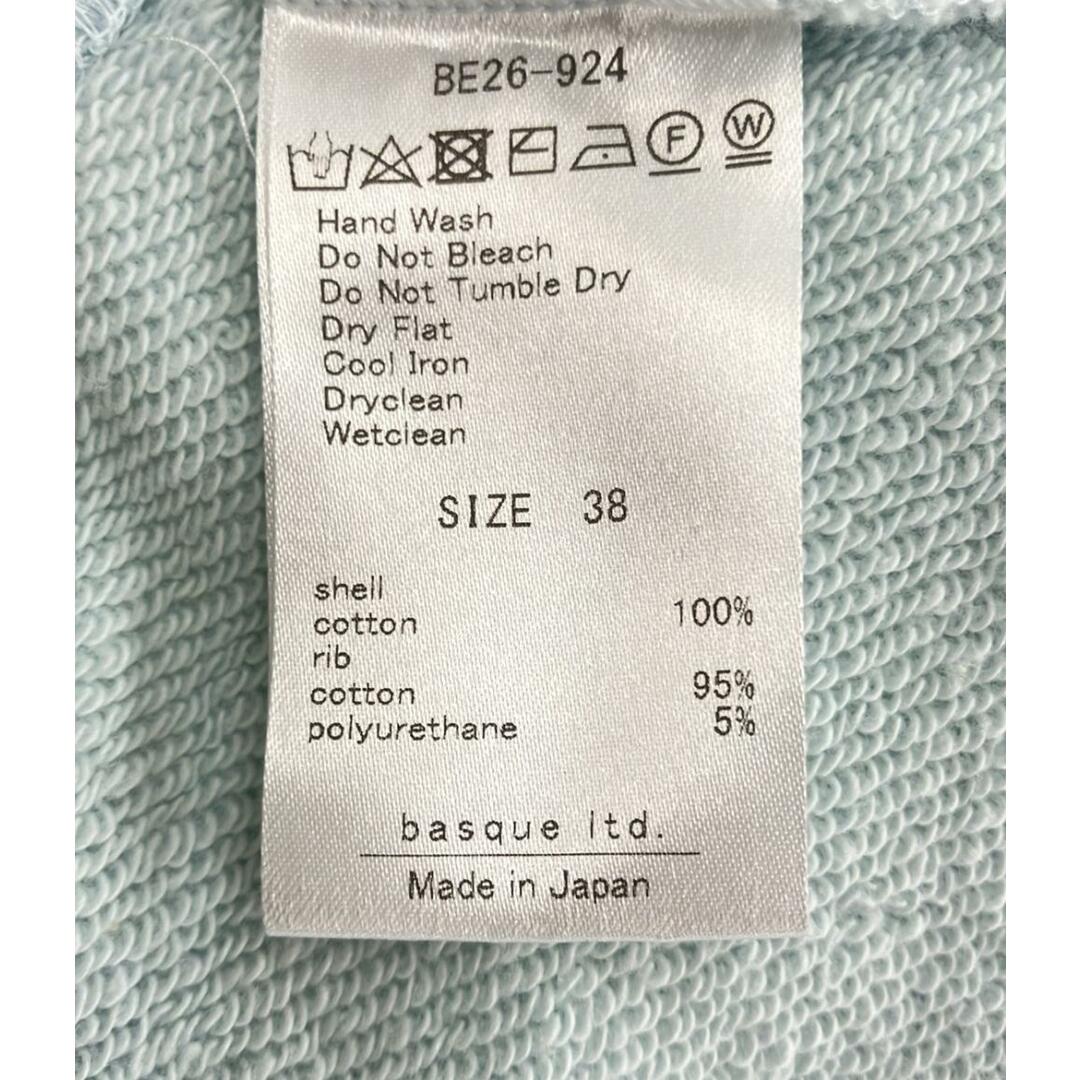 BE26-924
F W
Hand Wash
Do Not Bleach
Do Not Tumble Dry
Dry Flat
Cool Iron
Dryclean
Wetclean
SIZE 38
shell
cotton 100%
rib
cotton 95%
polyurethane 5%
basque ltd.
Made in Japan